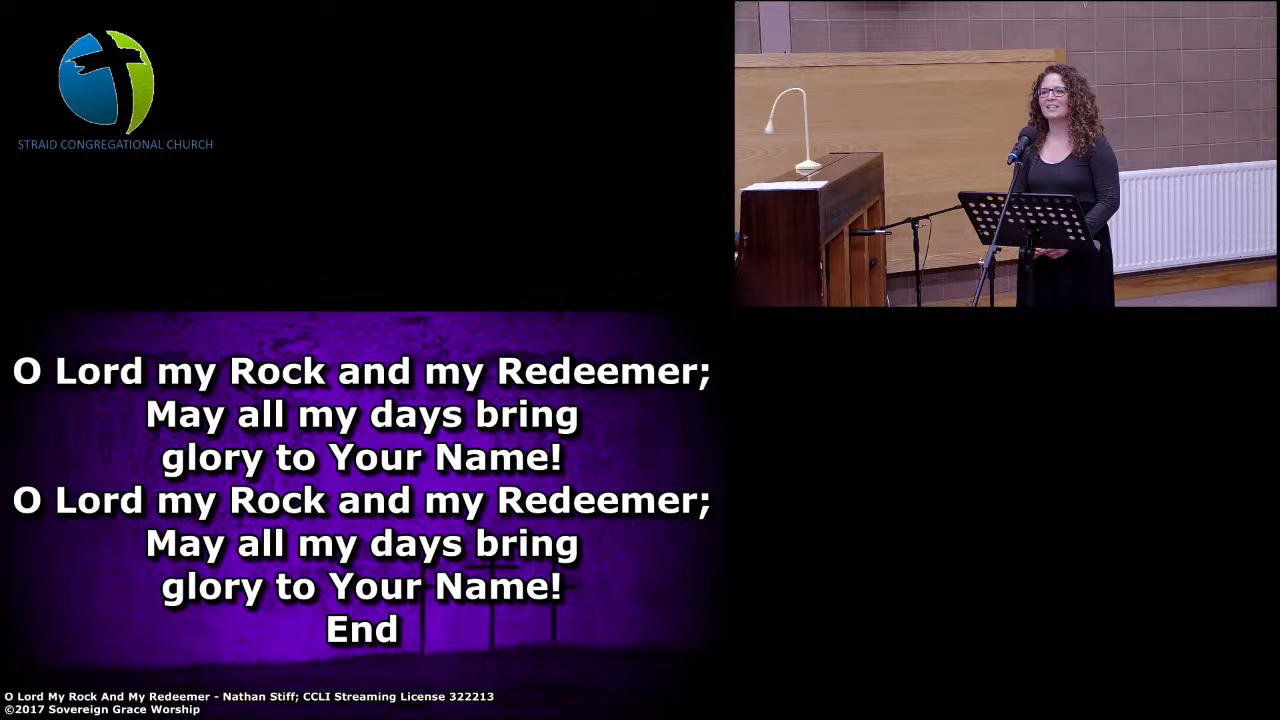 STRAID CONGREGATIONAL CHURCH
O Lord my Rock and my Redeemer;
May all my days bring
glory to Your Name!
O Lord my Rock and my Redeemer;
May all my days bring
glory to Your Name!
End
O Lord My Rock And My Redeemer - Nathan Stiff; CCLI Streaming License 322213
©2017 Sovereign Grace Worship